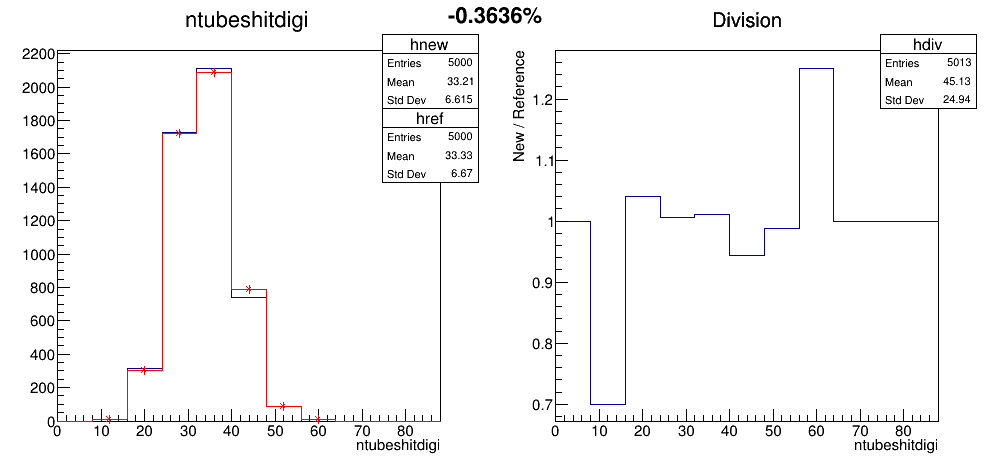 -0.3636%
ntubeshitdigi
hnew
Entries 5000
Mean 33.21
Std Dev 6.615
href
Entries 5000
Mean 33.33
Std Dev 6.67
2200
2000
1800
1600
1400
1200
1000
800
600
400
200
0
0 10 20 30 40 50 60 70 80
ntubeshitdigi
Division
hdiv
Entries 5013
Mean 45.13
Std Dev 24.94
New / Reference
1.2
1.1
1
0.9
0.8
0.7
0 10 20 30 40 50 60 70 80
ntubeshitdigi